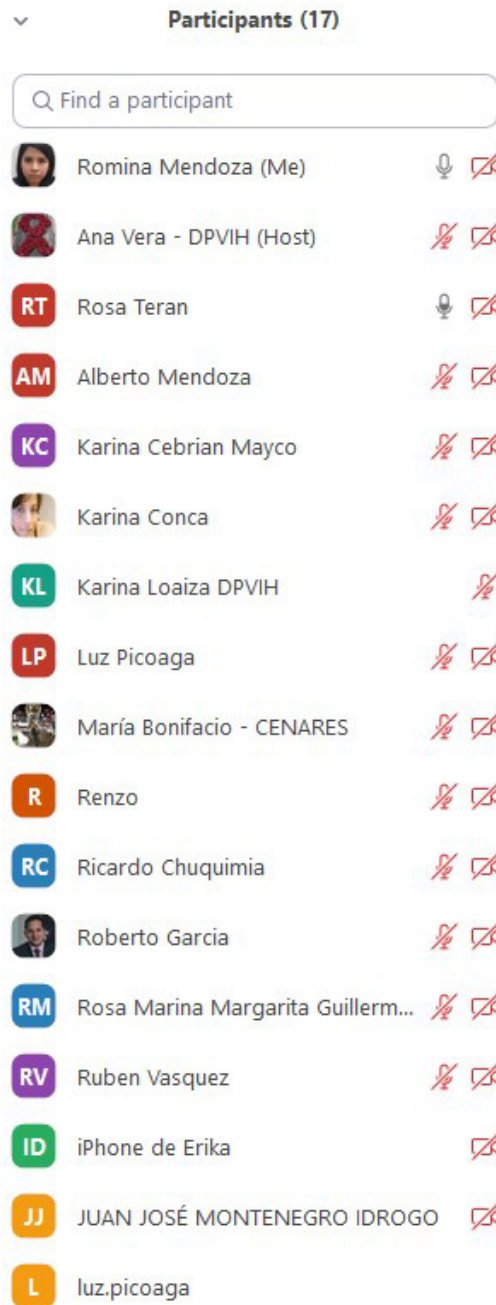 Participants (17)
Find a participant
Romina Mendoza (Me)
Ana Vera - DPVIH (Host)
RT Rosa Teran
AM Alberto Mendoza
KC Karina Cebrian Mayco
Karina Conca
KL Karina Loaiza DPVIH
LP Luz Picoaga
María Bonifacio - CENARES
R Renzo
RC Ricardo Chuquimia
Roberto Garcia
RM Rosa Marina Margarita Guillerm...
RV Ruben Vasquez
ID iPhone de Erika
JJ JUAN JOSÉ MONTENEGRO IDROGO
L luz.picoaga